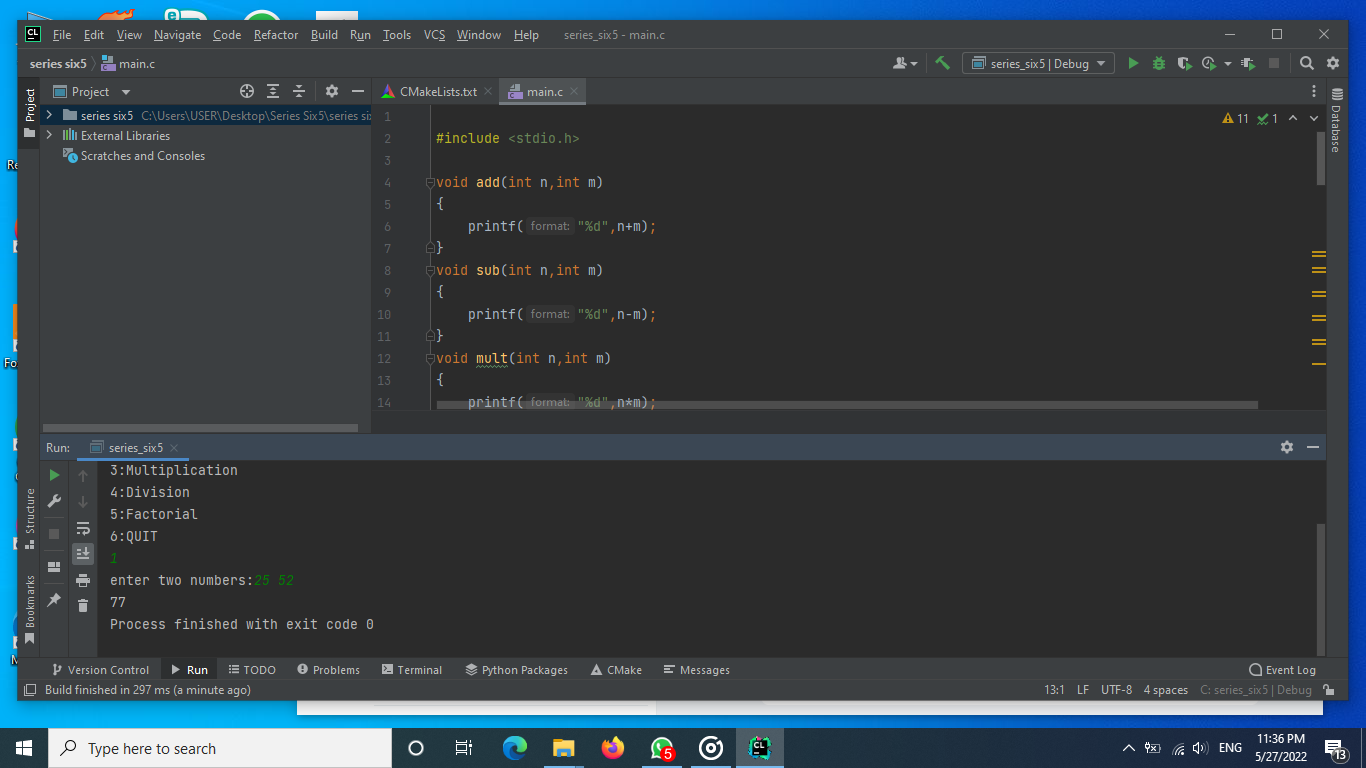 File Edit View Navigate Code Refactor Build Run Tools VCS Window Help series_six5 - main.c
series six5 main.c series_six5 | Debug
Project
Project CMakeLists.txt main.c
series six5 C:\Users\USER\Desktop\Series Six5\series si
External Libraries
Scratches and Consoles
Database
11 1
1
2 #include <stdio.h>
3
4 void add(int n,int m)
5 {
6 printf( format: "%d",n+m);
7 }
8 void sub(int n,int m)
9 {
10 printf( format: "%d",n-m);
11 }
12 void mult(int n,int m)
13 {
14 printf( format: "%d",n*m);
Run: series_six5
3:Multiplication
4:Division
5:Factorial
6:QUIT
1
enter two numbers:25 52
77
Process finished with exit code 0
Structure
Bookmarks
Version Control Run TODO Problems Terminal Python Packages CMake Messages Event Log
Build finished in 297 ms (a minute ago) 13:1 LF UTF-8 4 spaces C: series_six5 | Debug
Type here to search
5
CL
ENG
11:36 PM
5/27/2022
13